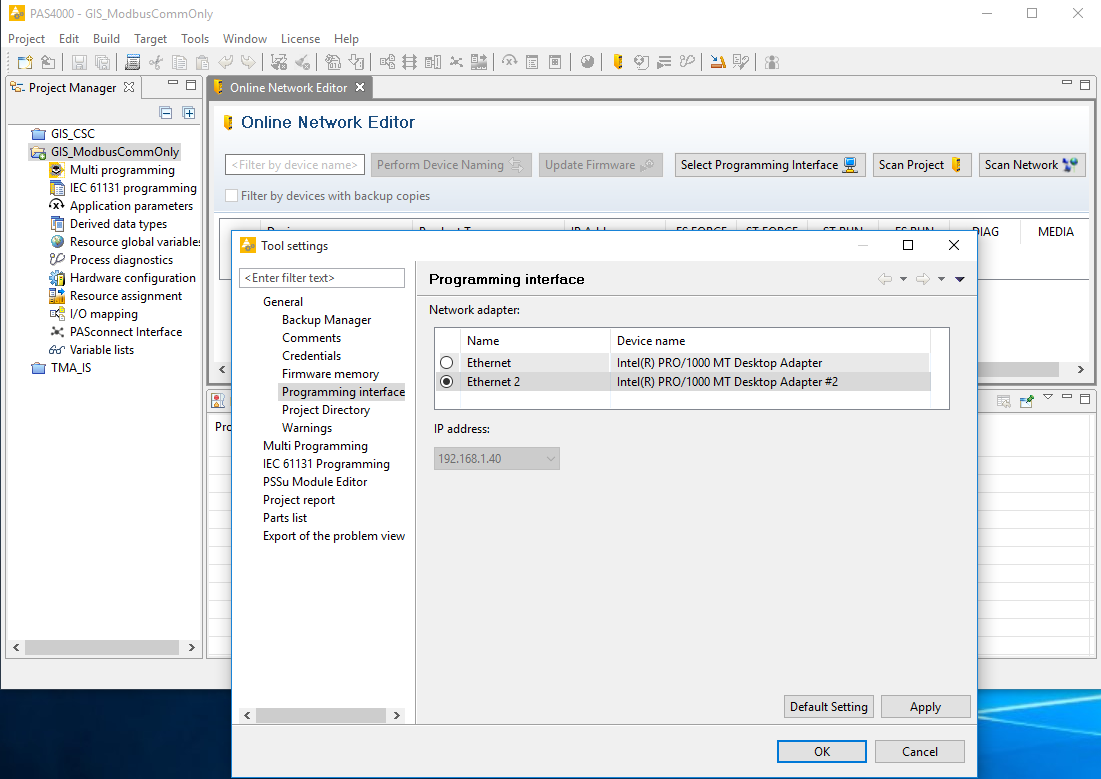 PAS4000 - GIS_ModbusCommOnly
Project Edit Build Target Tools Window License Help
Project Manager
GIS_CSC
GIS_ModbusCommOnly
Multi programming
IEC 61131 programming
Application parameters
Derived data types
Resource global variables
Process diagnostics
Hardware configuration
Resource assignment
I/O mapping
PASconnect Interface
Variable lists
TMA_IS
Online Network Editor
Online Network Editor
<Filter by device name> Perform Device Naming Update Firmware Select Programming Interface Scan Project Scan Network
Filter by devices with backup copies
DIAG MEDIA
Pro
Tool settings
<Enter filter text>
General
Backup Manager
Comments
Credentials
Firmware memory
Programming interface
Project Directory
Warnings
Multi Programming
IEC 61131 Programming
PSSu Module Editor
Project report
Parts list
Export of the problem view
Programming interface
Network adapter:
Name Device name
Ethernet Intel(R) PRO/1000 MT Desktop Adapter
Ethernet 2 Intel(R) PRO/1000 MT Desktop Adapter #2
IP address:
192.168.1.40
Default Setting Apply
OK Cancel